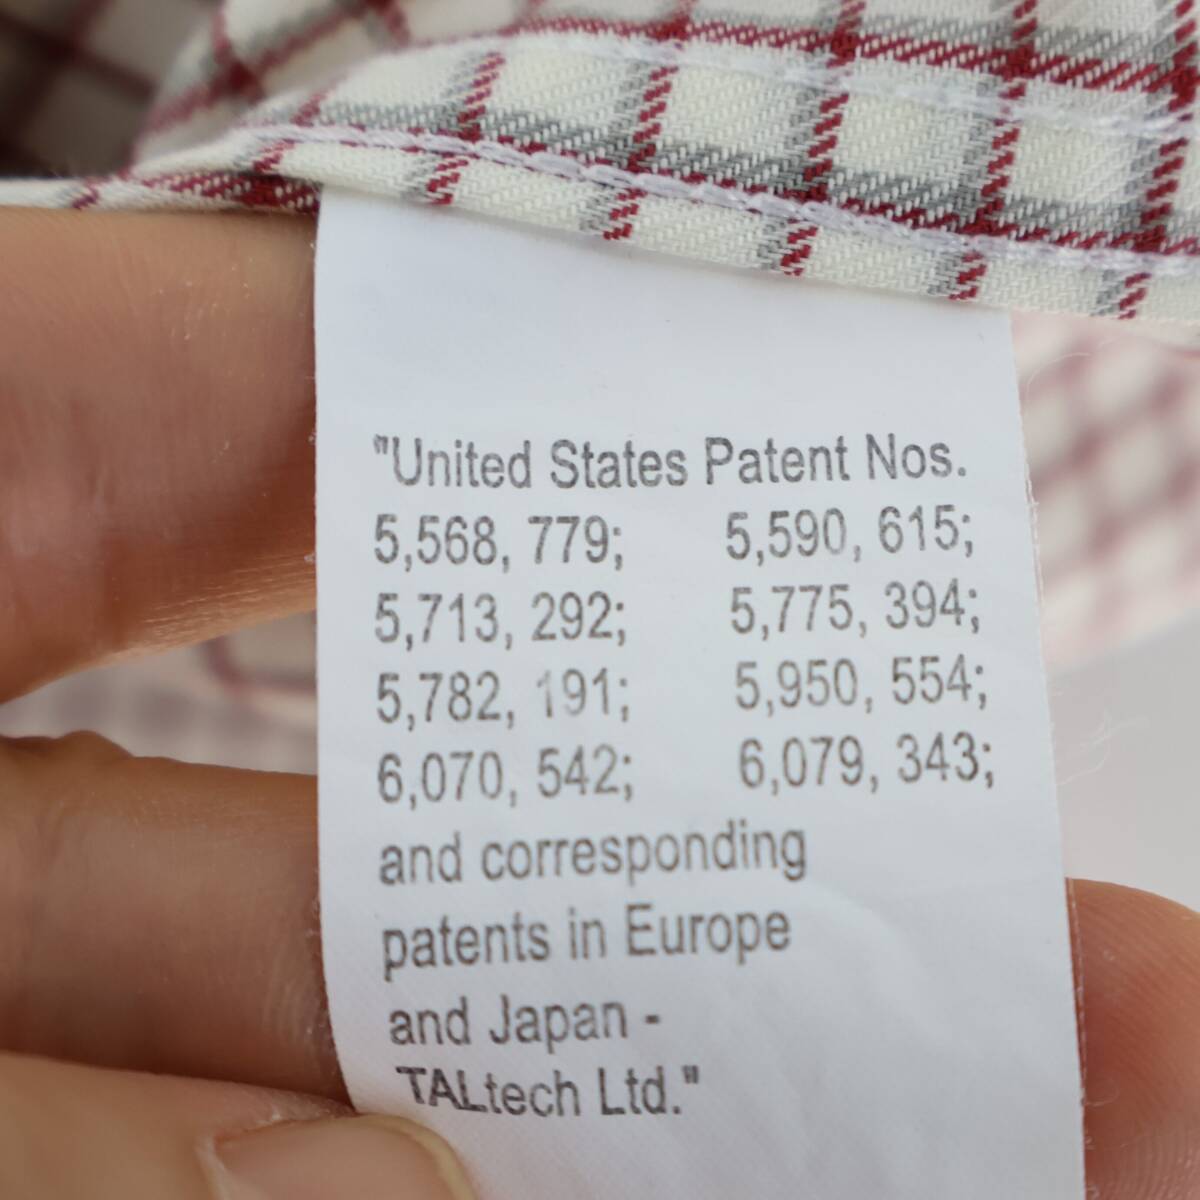 "United States Patent Nos.
5,568, 779; 5,590, 615;
5,713, 292; 5,775, 394;
5,782, 191; 5,950, 554;
6,070, 542; 6,079, 343;
and corresponding
patents in Europe
and Japan -
TALtech Ltd."